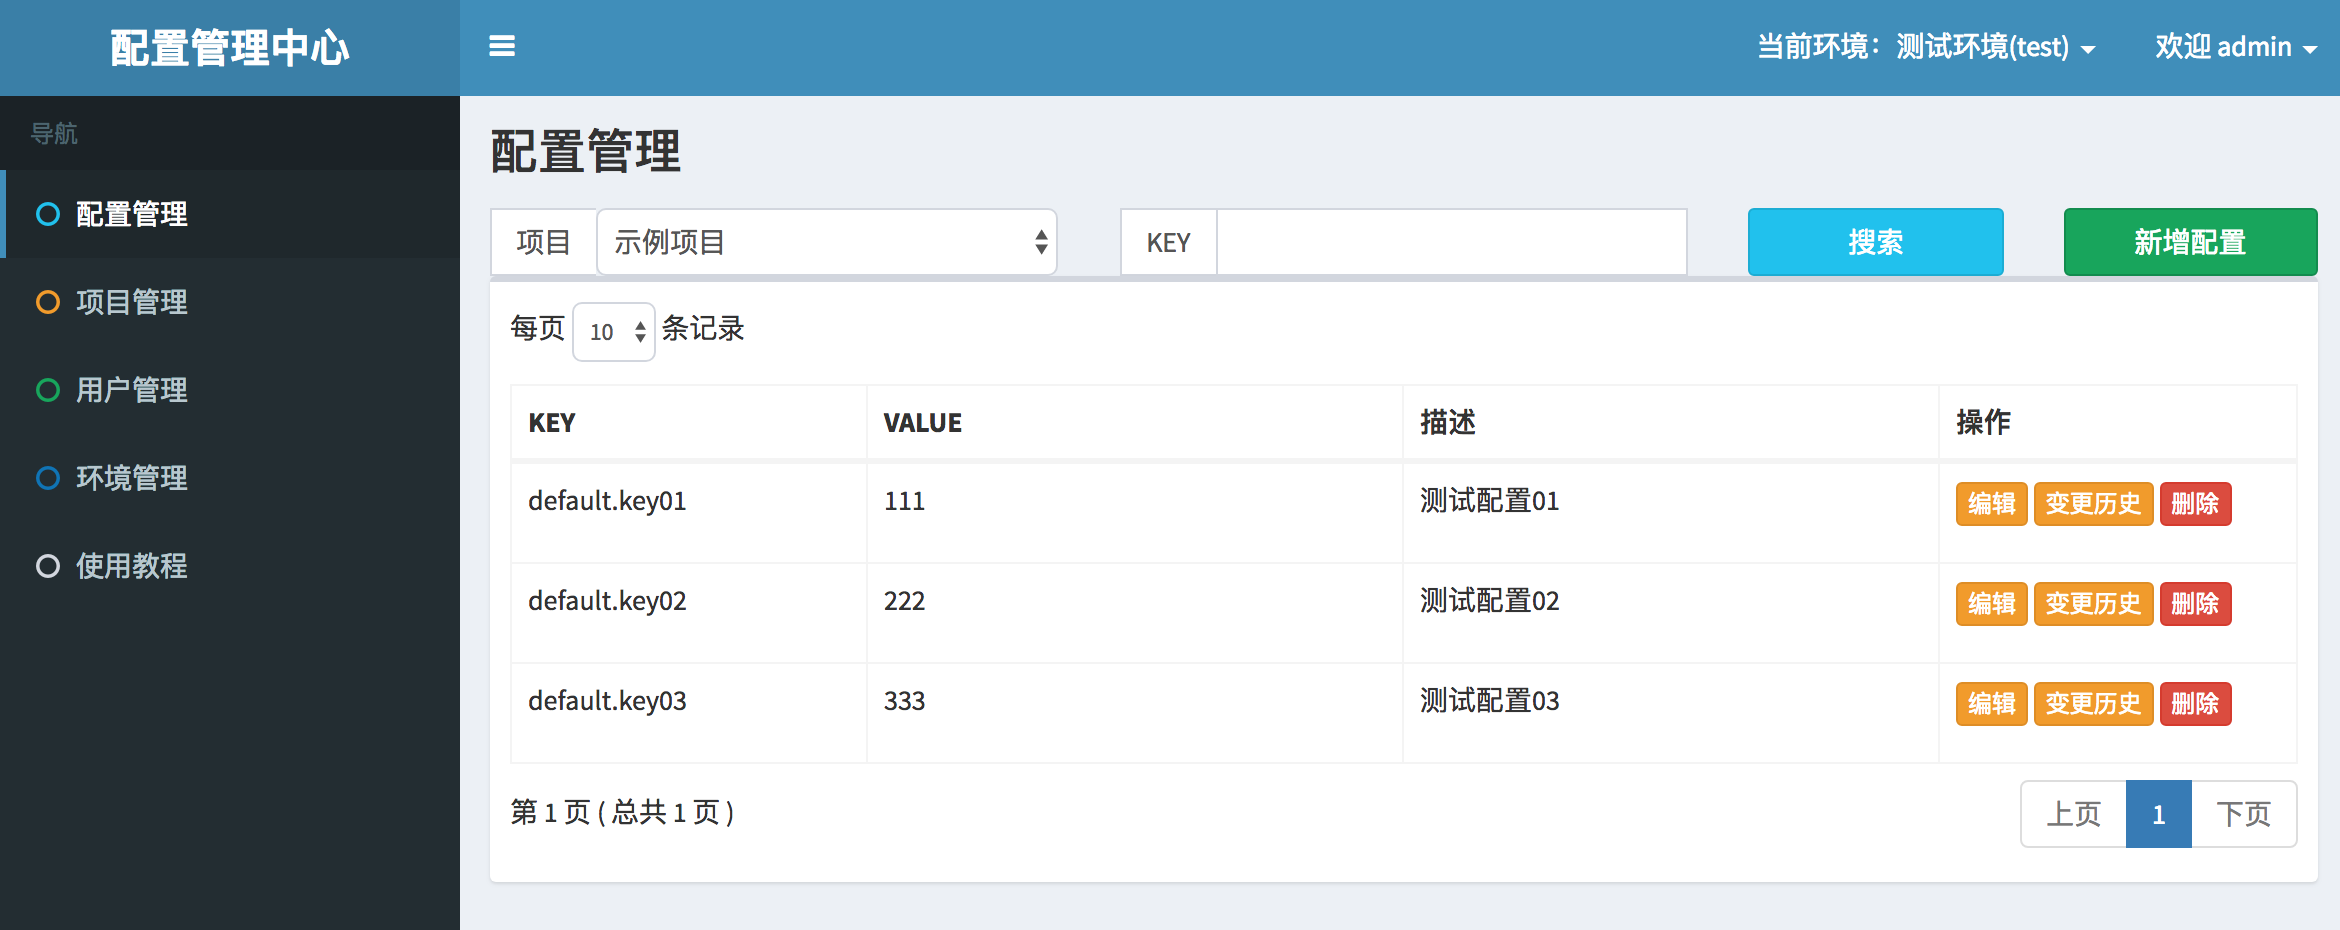 配置管理中心
当前环境：测试环境(test)
欢迎 admin
导航
配置管理
项目管理
用户管理
环境管理
使用教程
配置管理
项目 示例项目
KEY
搜索
新增配置
每页 10 条记录
KEY VALUE 描述 操作
default.key01 111 测试配置01 编辑 变更历史 删除
default.key02 222 测试配置02 编辑 变更历史 删除
default.key03 333 测试配置03 编辑 变更历史 删除
第 1 页 ( 总共 1 页 )
上页 1 下页